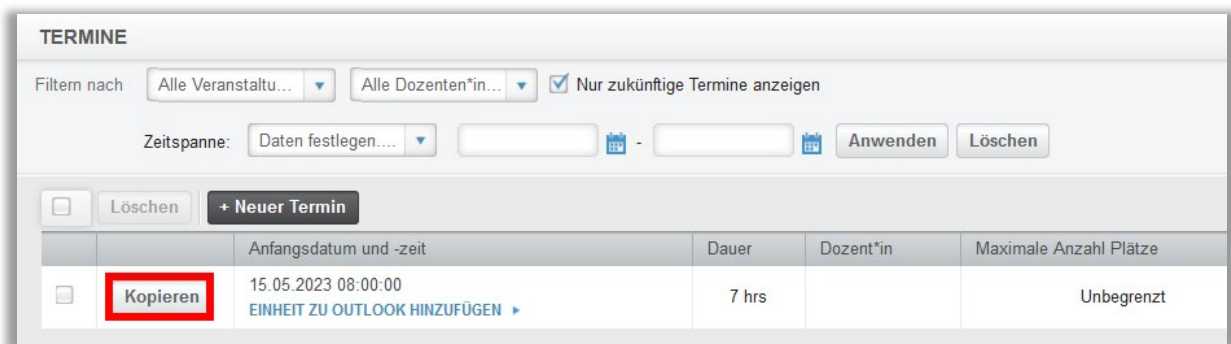 TERMINE
Filtern nach Alle Veranstaltu... Alle Dozenten*in... Nur zukünftige Termine anzeigen
Zeitspanne: Daten festlegen.... - Anwenden Löschen
Löschen + Neuer Termin
Anfangsdatum und -zeit Dauer Dozent*in Maximale Anzahl Plätze
Kopieren 15.05.2023 08:00:00 7 hrs Unbegrenzt
EINHEIT ZU OUTLOOK HINZUFÜGEN